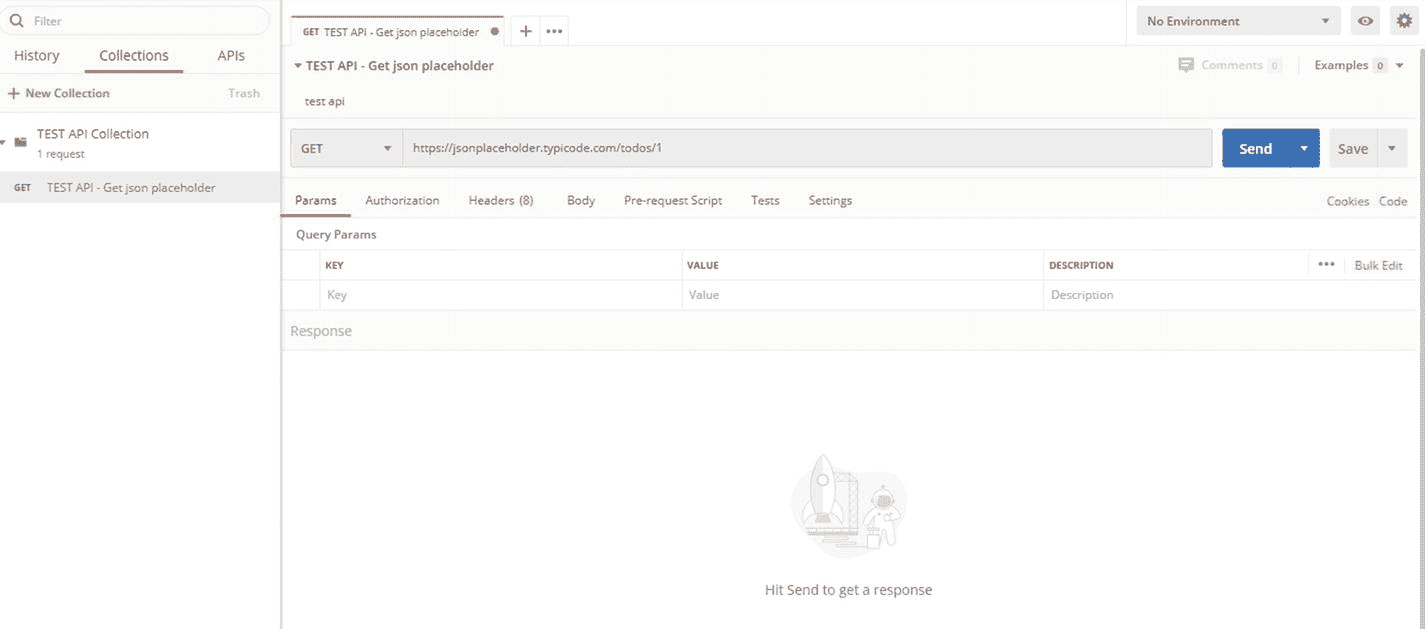 Filter
History Collections APIs
+ New Collection Trash
TEST API Collection
1 request
GET TEST API - Get json placeholder
GET TEST API - Get json placeholder
No Environment
TEST API - Get json placeholder
Comments 0 Examples 0
test api
GET https://jsonplaceholder.typicode.com/todos/1 Send Save
Params Authorization Headers (8) Body Pre-request Script Tests Settings Cookies Code
Query Params
KEY VALUE DESCRIPTION ••• Bulk Edit
Key Value Description
Response
Hit Send to get a response